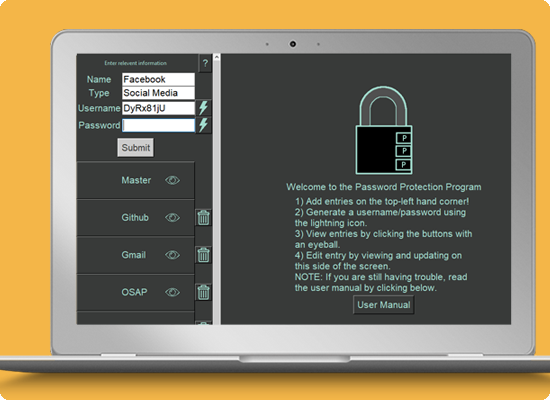 Enter relevent information
?
Name Facebook
Type Social Media
Username DyRx81jU
Password
Submit
Master
Github
Gmail
OSAP
P
P
P
Welcome to the Password Protection Program
1) Add entries on the top-left hand corner!
2) Generate a username/password using
the lightning icon.
3) View entries by clicking the buttons with
an eyeball.
4) Edit entry by viewing and updating on
this side of the screen.
NOTE: If you are still having trouble, read
the user manual by clicking below.
User Manual